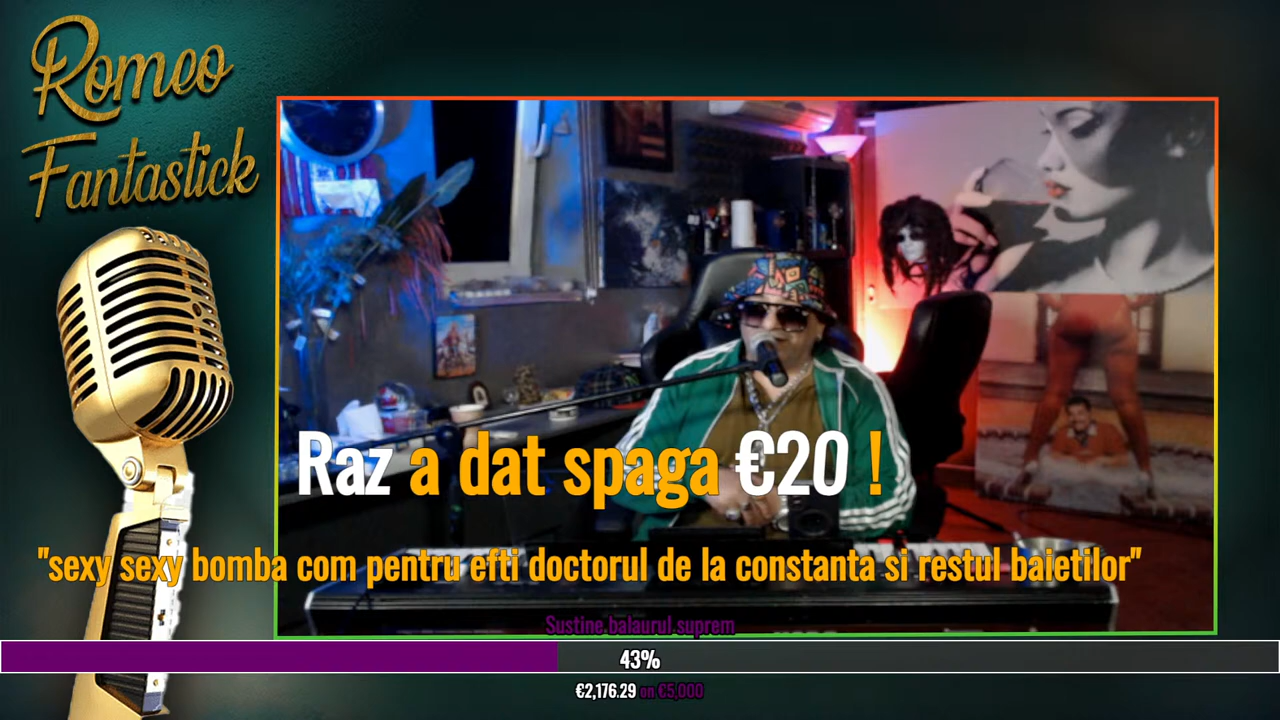 Romeo
Fantastick
Raz a dat spaga €20 !
"sexy sexy bomba com pentru efti doctorul de la constanta si restul baietilor"
Sustine balaurul suprem
43%
€2,176.29 on €5,000